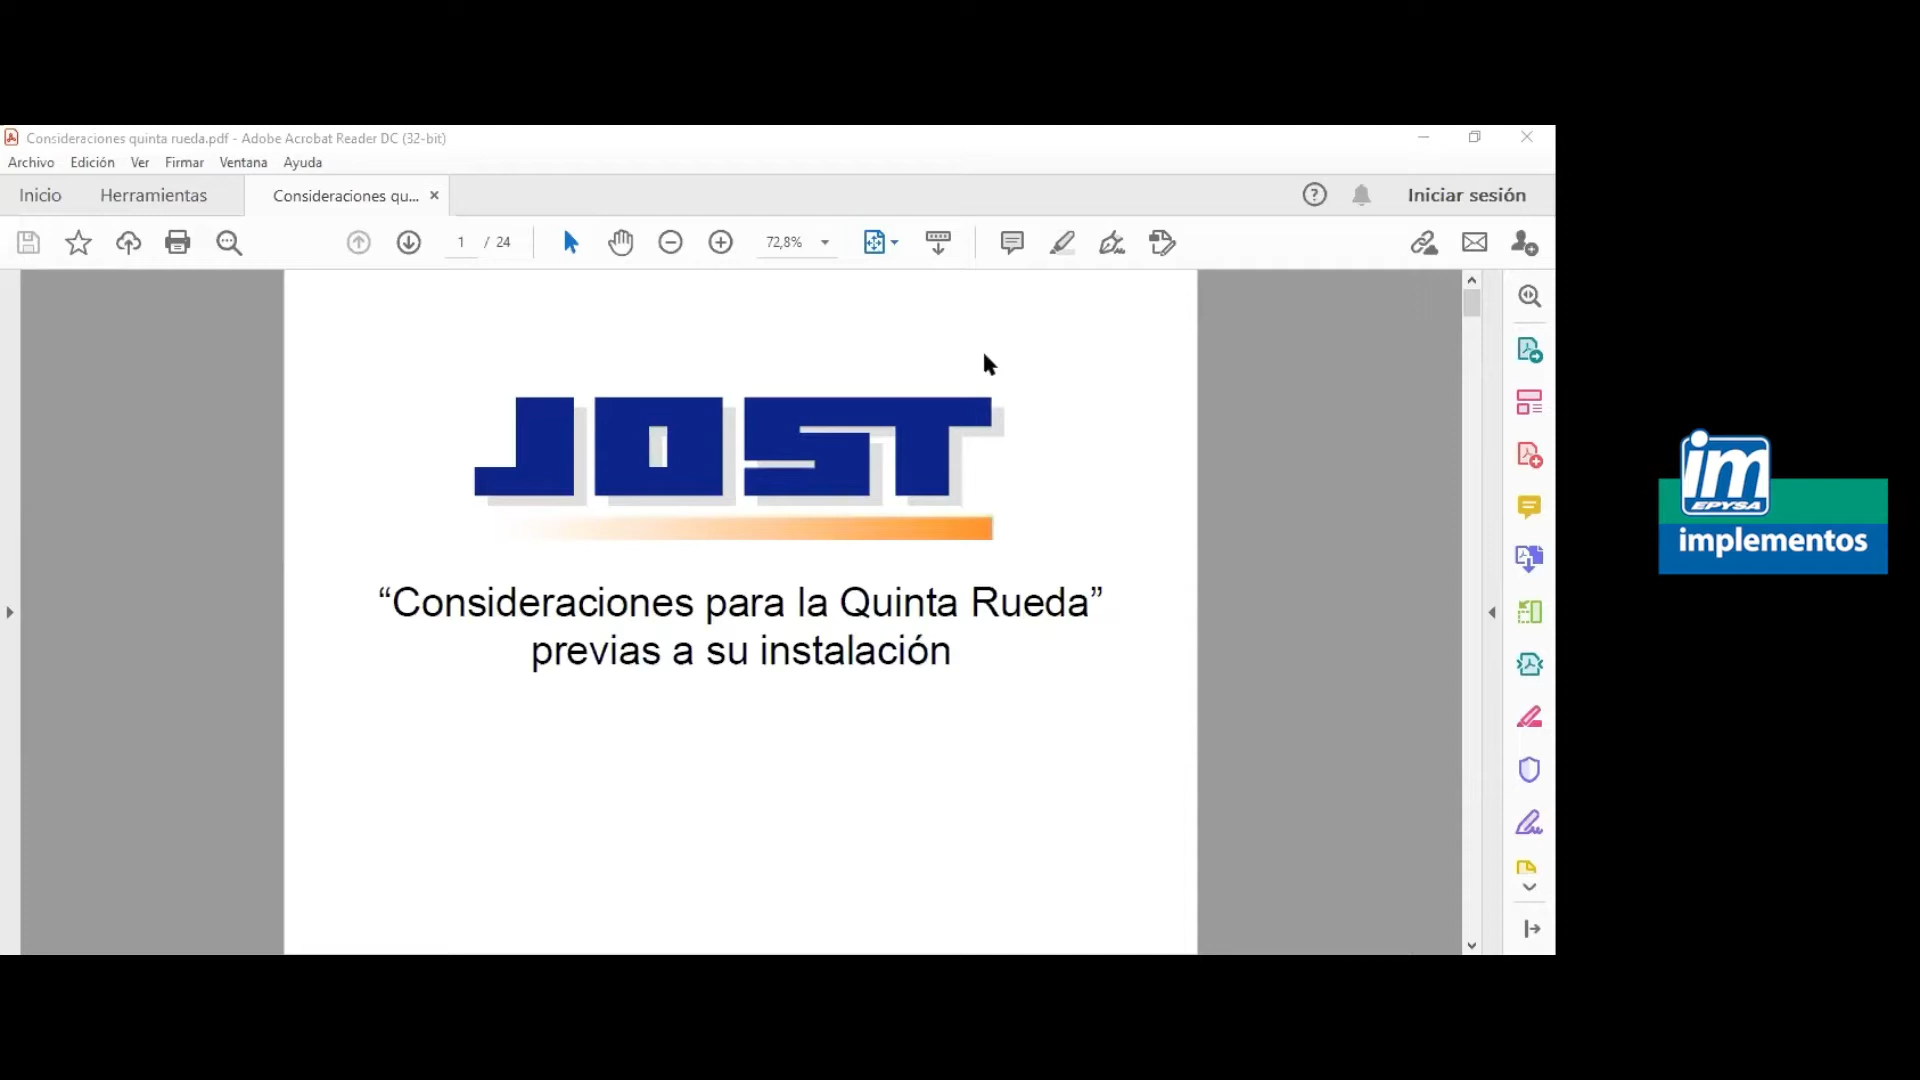 Consideraciones quinta rueda.pdf - Adobe Acrobat Reader DC (32-bit)
Archivo Edición Ver Firmar Ventana Ayuda
Inicio Herramientas Consideraciones qu... × Iniciar sesión
1 / 24 72,8%
JOST
“Consideraciones para la Quinta Rueda”
previas a su instalación
im
EPYSA
implementos